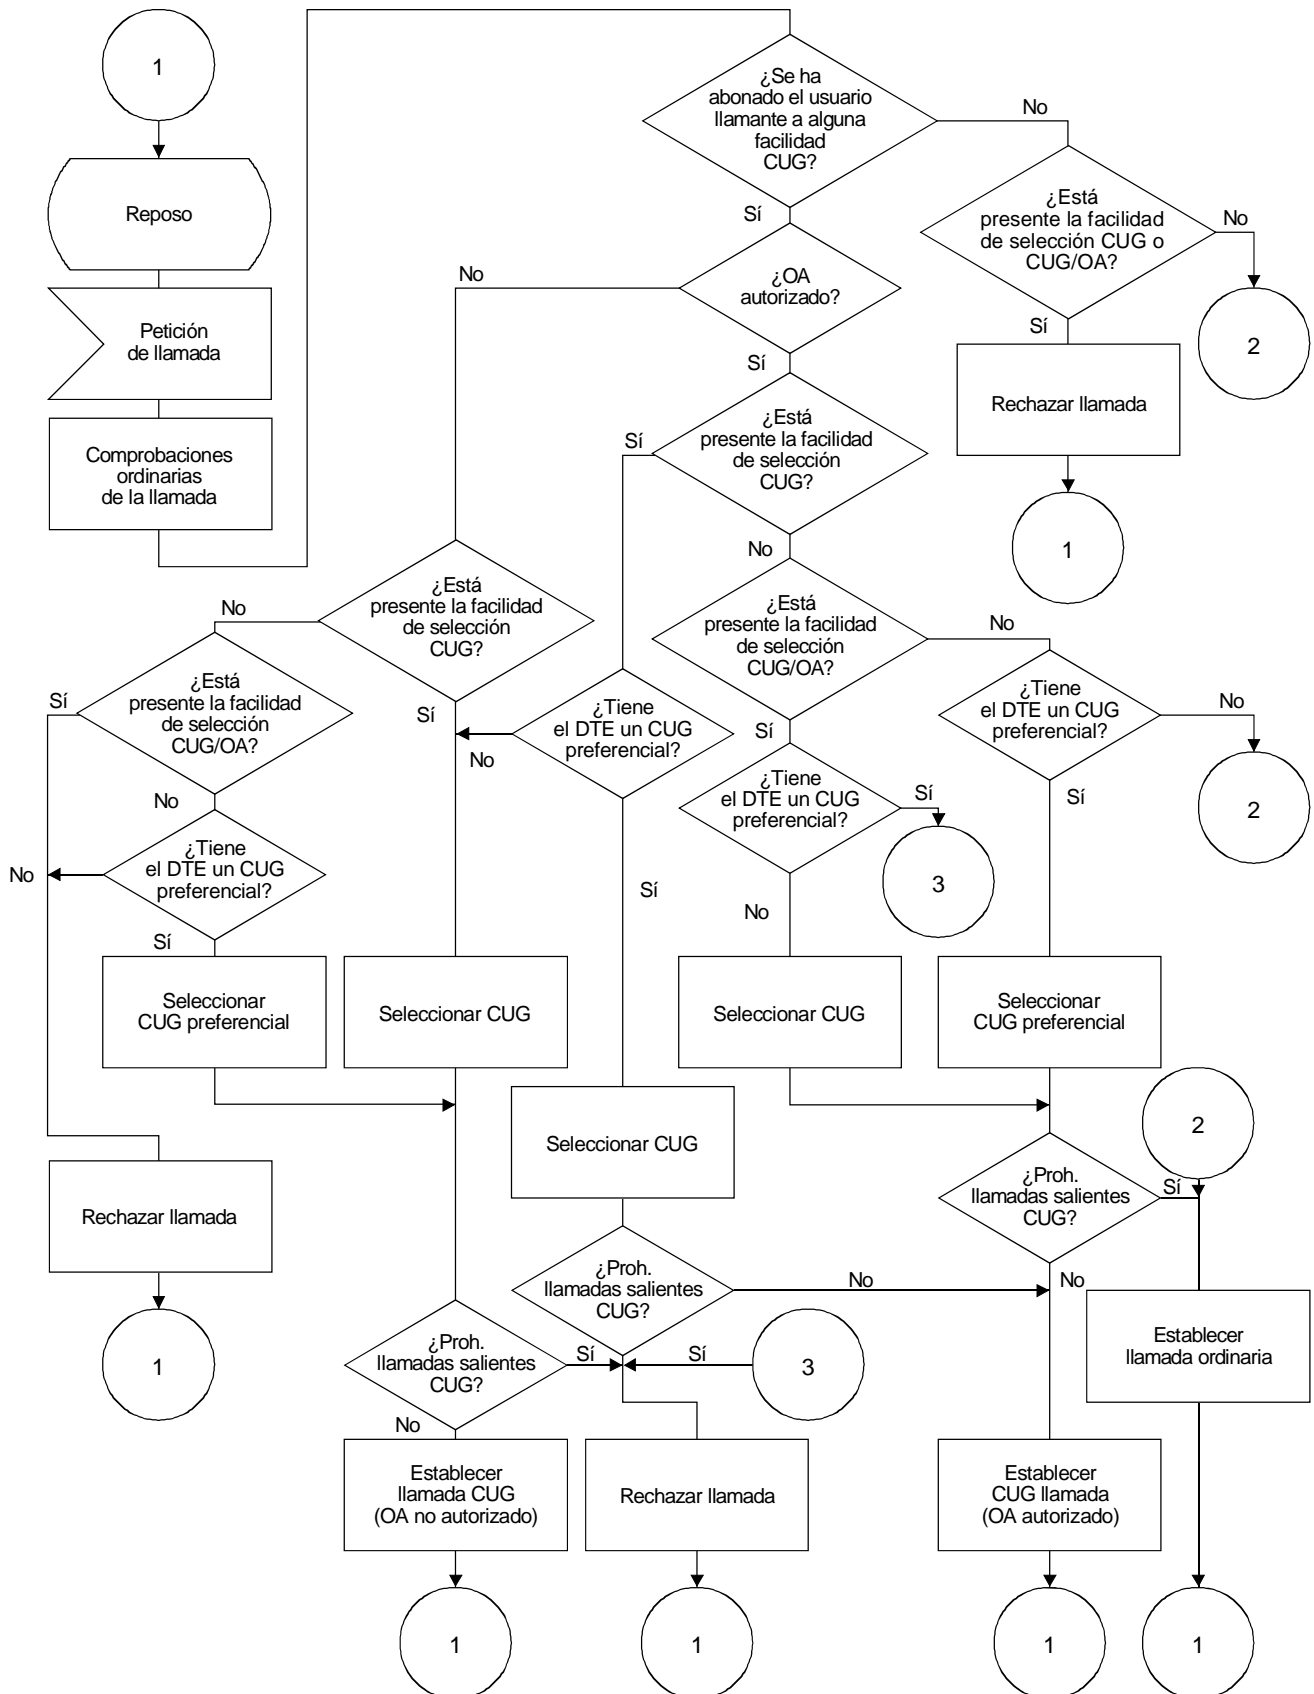 1
Reposo
Petición
de llamada
Comprobaciones
ordinarias
de la llamada
¿Se ha
abonado el usuario
llamante a alguna
facilidad
CUG?
No
Sí
¿Está
presente la facilidad
de selección CUG o
CUG/OA?
No
2
Sí
Rechazar llamada
1
¿OA
autorizado?
No
Sí
¿Está
presente la facilidad
de selección
CUG?
Sí
No
¿Está
presente la facilidad
de selección
CUG?
No
Sí
¿Está
presente la facilidad
de selección
CUG/OA?
No
Sí
¿Está
presente la facilidad
de selección
CUG/OA?
Sí
No
¿Tiene
el DTE un CUG
preferencial?
No
Sí
¿Tiene
el DTE un CUG
preferencial?
Sí
No
3
¿Tiene
el DTE un CUG
preferencial?
No
Sí
2
¿Tiene
el DTE un CUG
preferencial?
No
Sí
Seleccionar
CUG preferencial
Seleccionar CUG
Seleccionar CUG
Seleccionar
CUG preferencial
Seleccionar CUG
2
Rechazar llamada
1
¿Proh.
llamadas salientes
CUG?
Sí
No
¿Proh.
llamadas salientes
CUG?
No
Establecer
llamada ordinaria
¿Proh.
llamadas salientes
CUG?
Sí
Sí
3
No
Establecer
llamada CUG
(OA no autorizado)
Rechazar llamada
Establecer
CUG llamada
(OA autorizado)
1
1
1
1